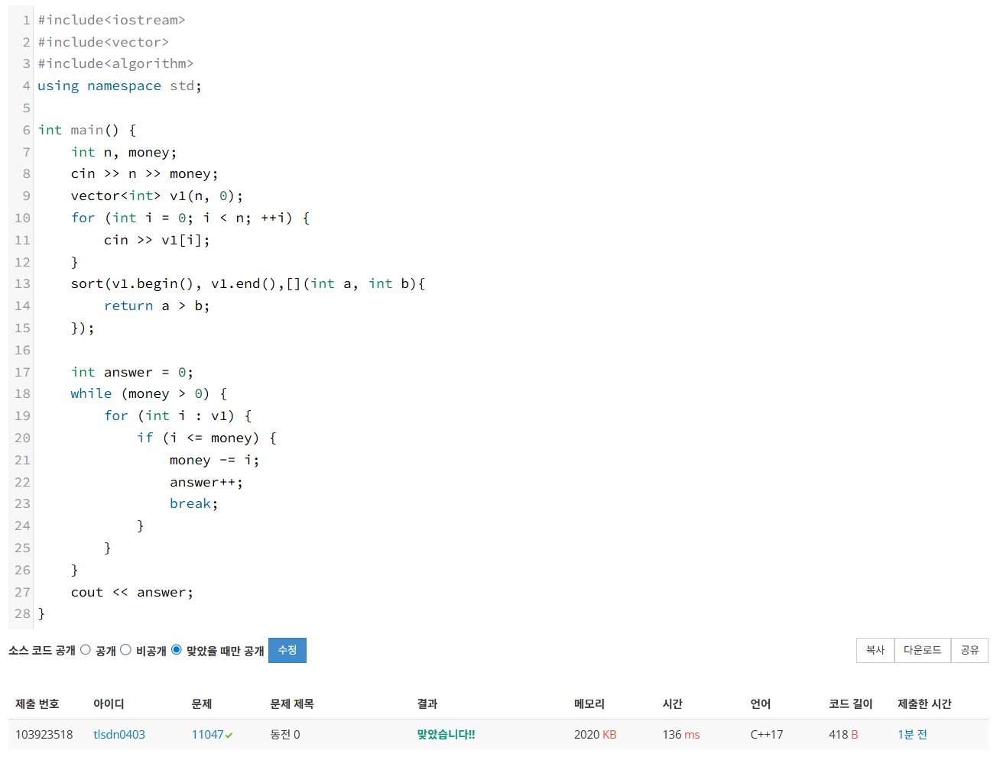 1 #include<iostream>
2 #include<vector>
3 #include<algorithm>
4 using namespace std;
5
6 int main() {
7     int n, money;
8     cin >> n >> money;
9     vector<int> v1(n, 0);
10     for (int i = 0; i < n; ++i) {
11         cin >> v1[i];
12     }
13     sort(v1.begin(), v1.end(),[](int a, int b){
14         return a > b;
15     });
16
17     int answer = 0;
18     while (money > 0) {
19         for (int i : v1) {
20             if (i <= money) {
21                 money -= i;
22                 answer++;
23                 break;
24             }
25         }
26     }
27     cout << answer;
28 }
소스 코드 공개 공개 비공개 맞았을 때만 공개 수정 복사 다운로드 공유
제출 번호 아이디 문제 문제 제목 결과 메모리 시간 언어 코드 길이 제출한 시간
103923518 tlsdn0403 11047 동전 0 맞았습니다!! 2020 KB 136 ms C++17 418 B 1분 전